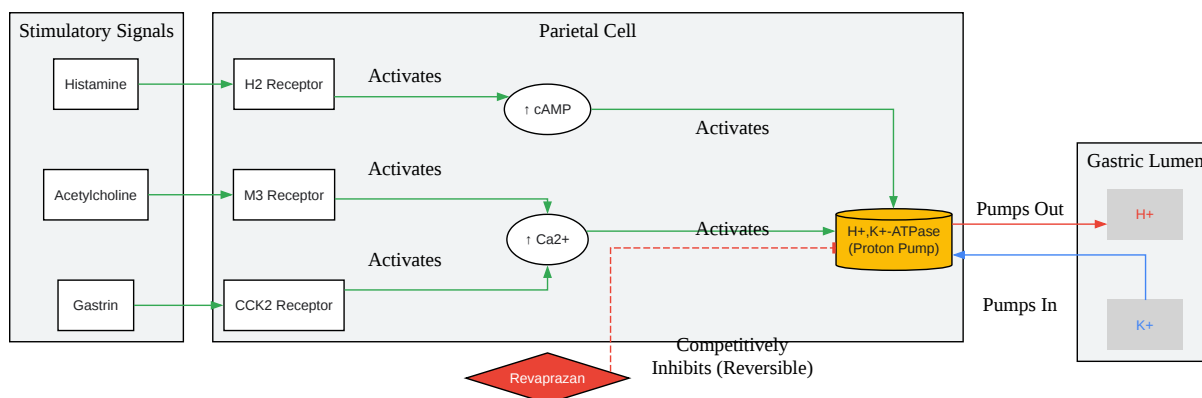 Stimulatory Signals
Parietal Cell
Histamine
H2 Receptor
Activates
↑ cAMP
Activates
Gastric Lumen
Acetylcholine
M3 Receptor
Activates
↑ Ca2+
Activates
H+,K+-ATPase
(Proton Pump)
Pumps Out
H+
Gastrin
CCK2 Receptor
Activates
Pumps In
K+
Competitively
Inhibits (Reversible)
Revaprazan